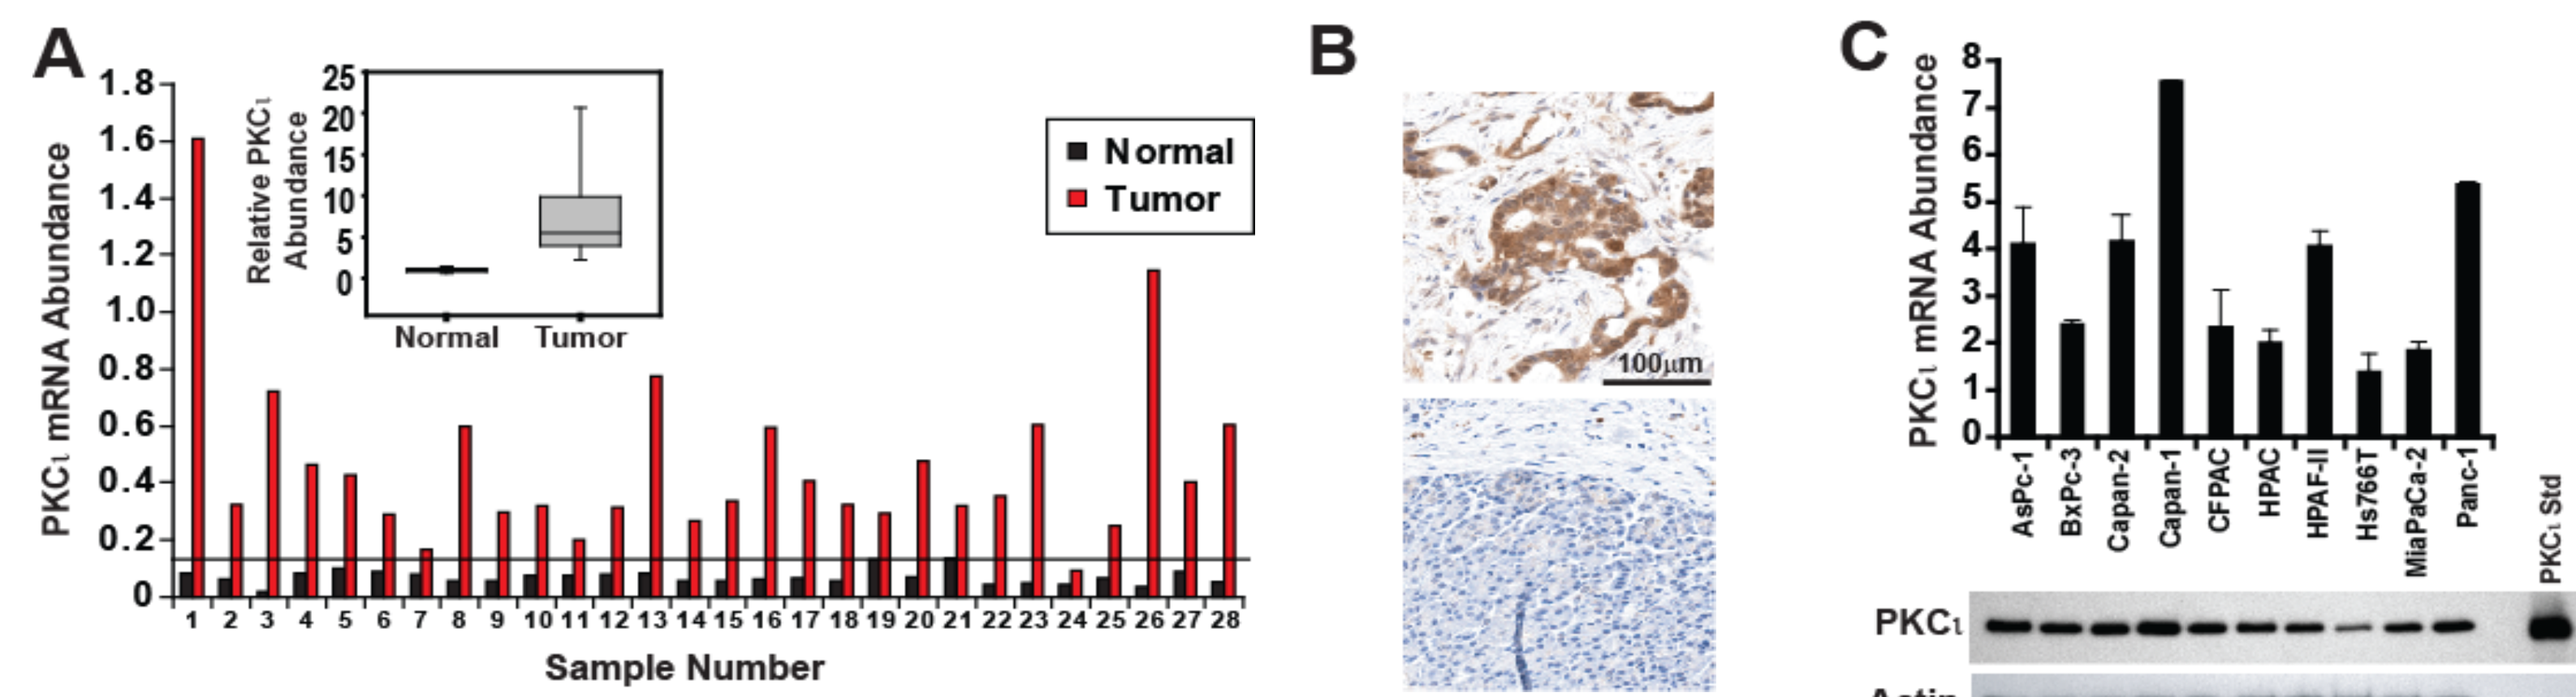 A
PKCι mRNA Abundance
1.8
1.6
1.4
1.2
1.0
0.8
0.6
0.4
0.2
0
Relative PKCι
Abundance
25
20
15
10
5
0
Normal Tumor
Normal
Tumor
1 2 3 4 5 6 7 8 9 10 11 12 13 14 15 16 17 18 19 20 21 22 23 24 25 26 27 28
Sample Number
B
100μm
C
PKCι mRNA Abundance
8
7
6
5
4
3
2
1
0
AsPc-1
BxPc-3
Capan-2
Capan-1
CFPAC
HPAC
HPAF-II
Hs766T
MiaPaCa-2
Panc-1
PKCι Std
PKCι
Actin